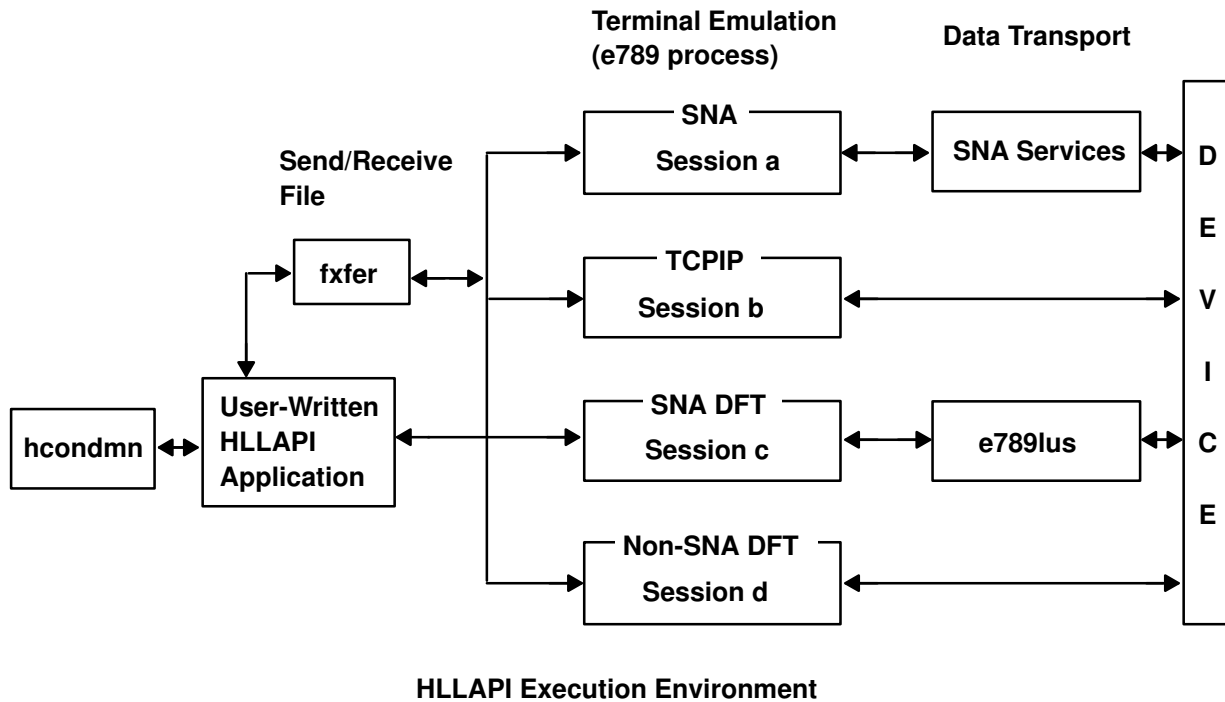 Terminal Emulation
(e789 process)
Data Transport
SNA
Session a
SNA Services
Send/Receive
File
fxfer
TCPIP
Session b
hcondmn
User-Written
HLLAPI
Application
SNA DFT
Session c
e789lus
Non-SNA DFT
Session d
D
E
V
I
C
E
HLLAPI Execution Environment